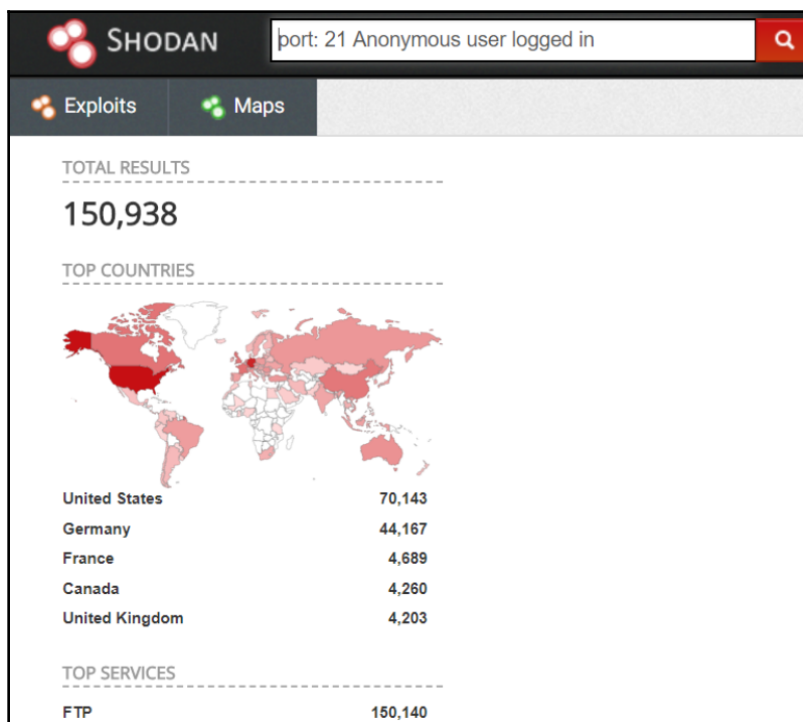 SHODAN port: 21 Anonymous user logged in
Exploits Maps
TOTAL RESULTS
150,938
TOP COUNTRIES
United States 70,143
Germany 44,167
France 4,689
Canada 4,260
United Kingdom 4,203
TOP SERVICES
FTP 150,140